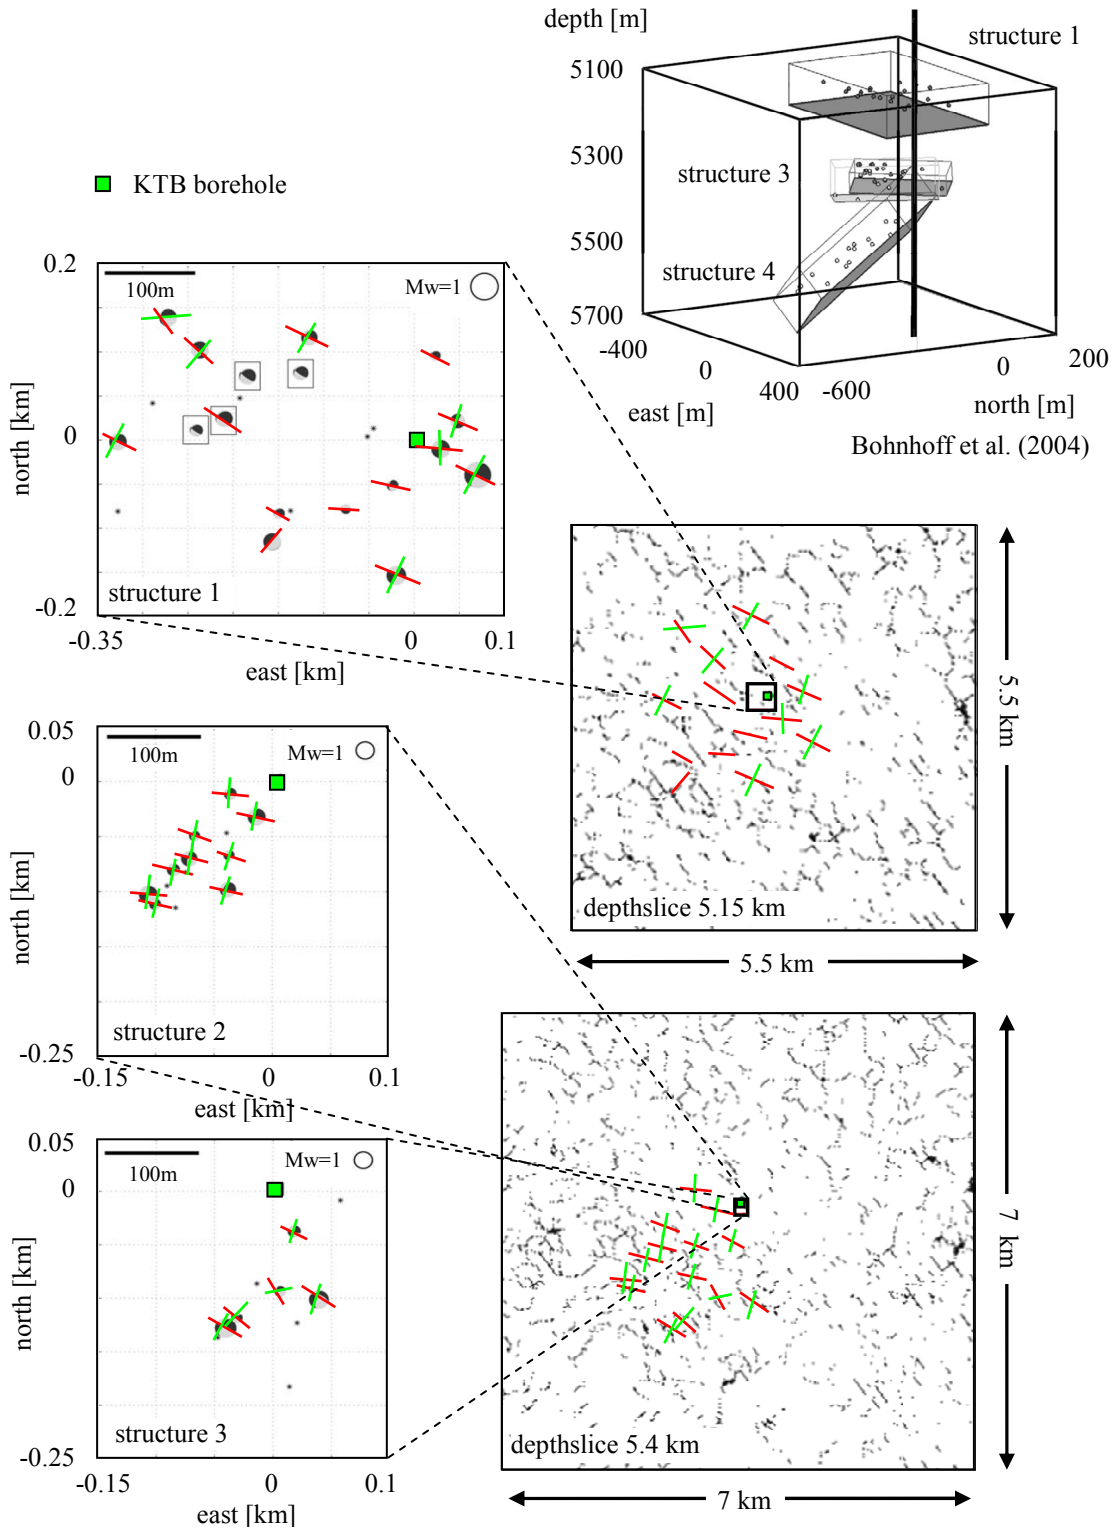 depth [m]
structure 1
5100
5300
structure 3
5500
structure 4
5700
-400
0
400
-600
0
200
east [m]
north [m]
Bohnhoff et al. (2004)
KTB borehole
0.2
100m
Mw=1
north [km]
0
-0.2
structure 1
-0.35
0
0.1
east [km]
5.5 km
depthslice 5.15 km
5.5 km
0.05
100m
Mw=1
0
north [km]
structure 2
-0.25
-0.15
0
0.1
east [km]
0.05
100m
Mw=1
0
north [km]
structure 3
-0.25
-0.15
0
0.1
east [km]
7 km
depthslice 5.4 km
7 km